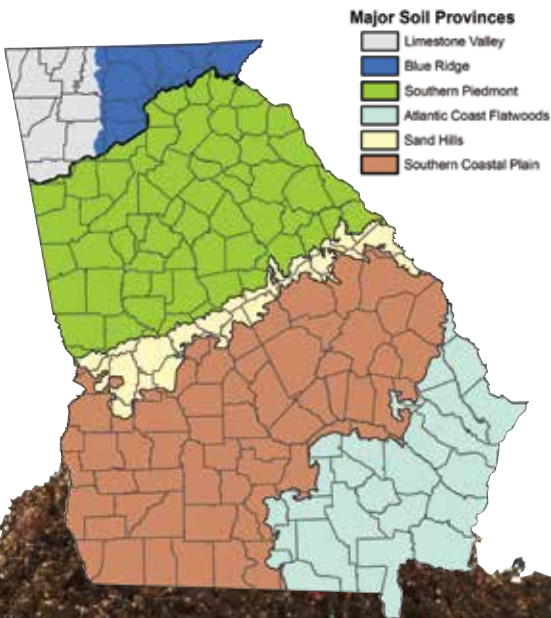 Major Soil Provinces
Limestone Valley
Blue Ridge
Southern Piedmont
Atlantic Coast Flatwoods
Sand Hills
Southern Coastal Plain